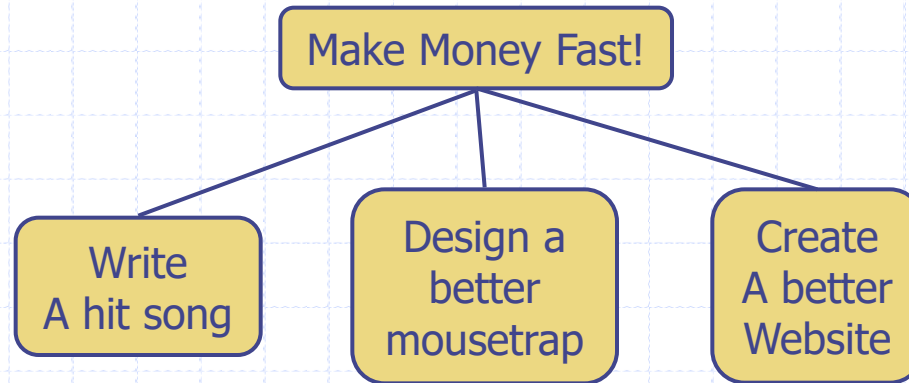 Make Money Fast!
Write
A hit song
Design a
better
mousetrap
Create
A better
Website